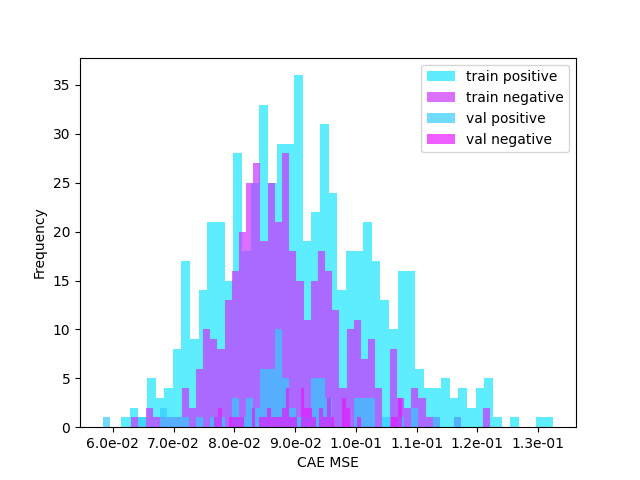 train positive
train negative
val positive
val negative
Frequency
35
30
25
20
15
10
5
0
6.0e-02 7.0e-02 8.0e-02 9.0e-02 1.0e-01 1.1e-01 1.2e-01 1.3e-01
CAE MSE